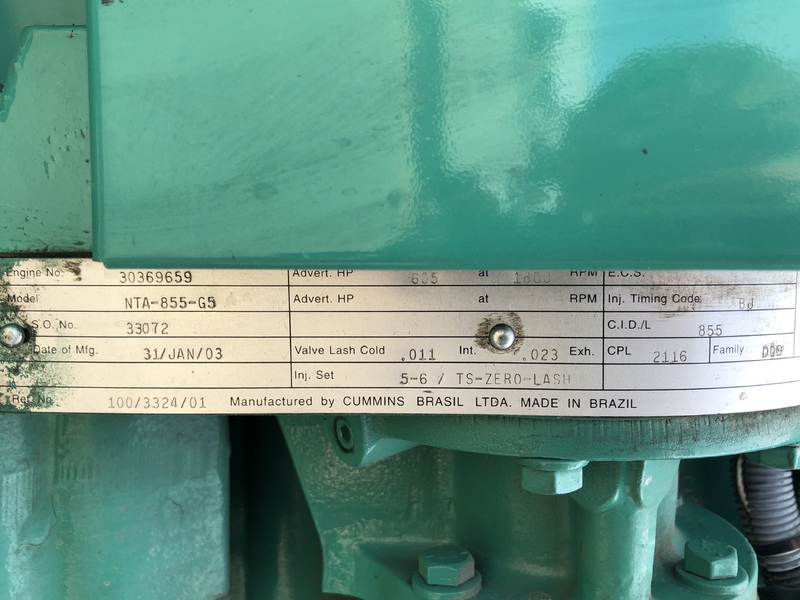 Engine No. 30369659 Advert. HP 605 at 1800 RPM E.C.S.
Model NTA-855-G5 Advert. HP at RPM Inj. Timing Code BJ
S.O. No. 33072 C.I.D./L 855
Date of Mfg. 31/JAN/03 Valve Lash Cold .011 Int. .023 Exh. CPL 2116 Family
Inj. Set 5-6 / TS-ZERO-LASH
Ref. No. 100/3324/01 Manufactured by CUMMINS BRASIL LTDA. MADE IN BRAZIL